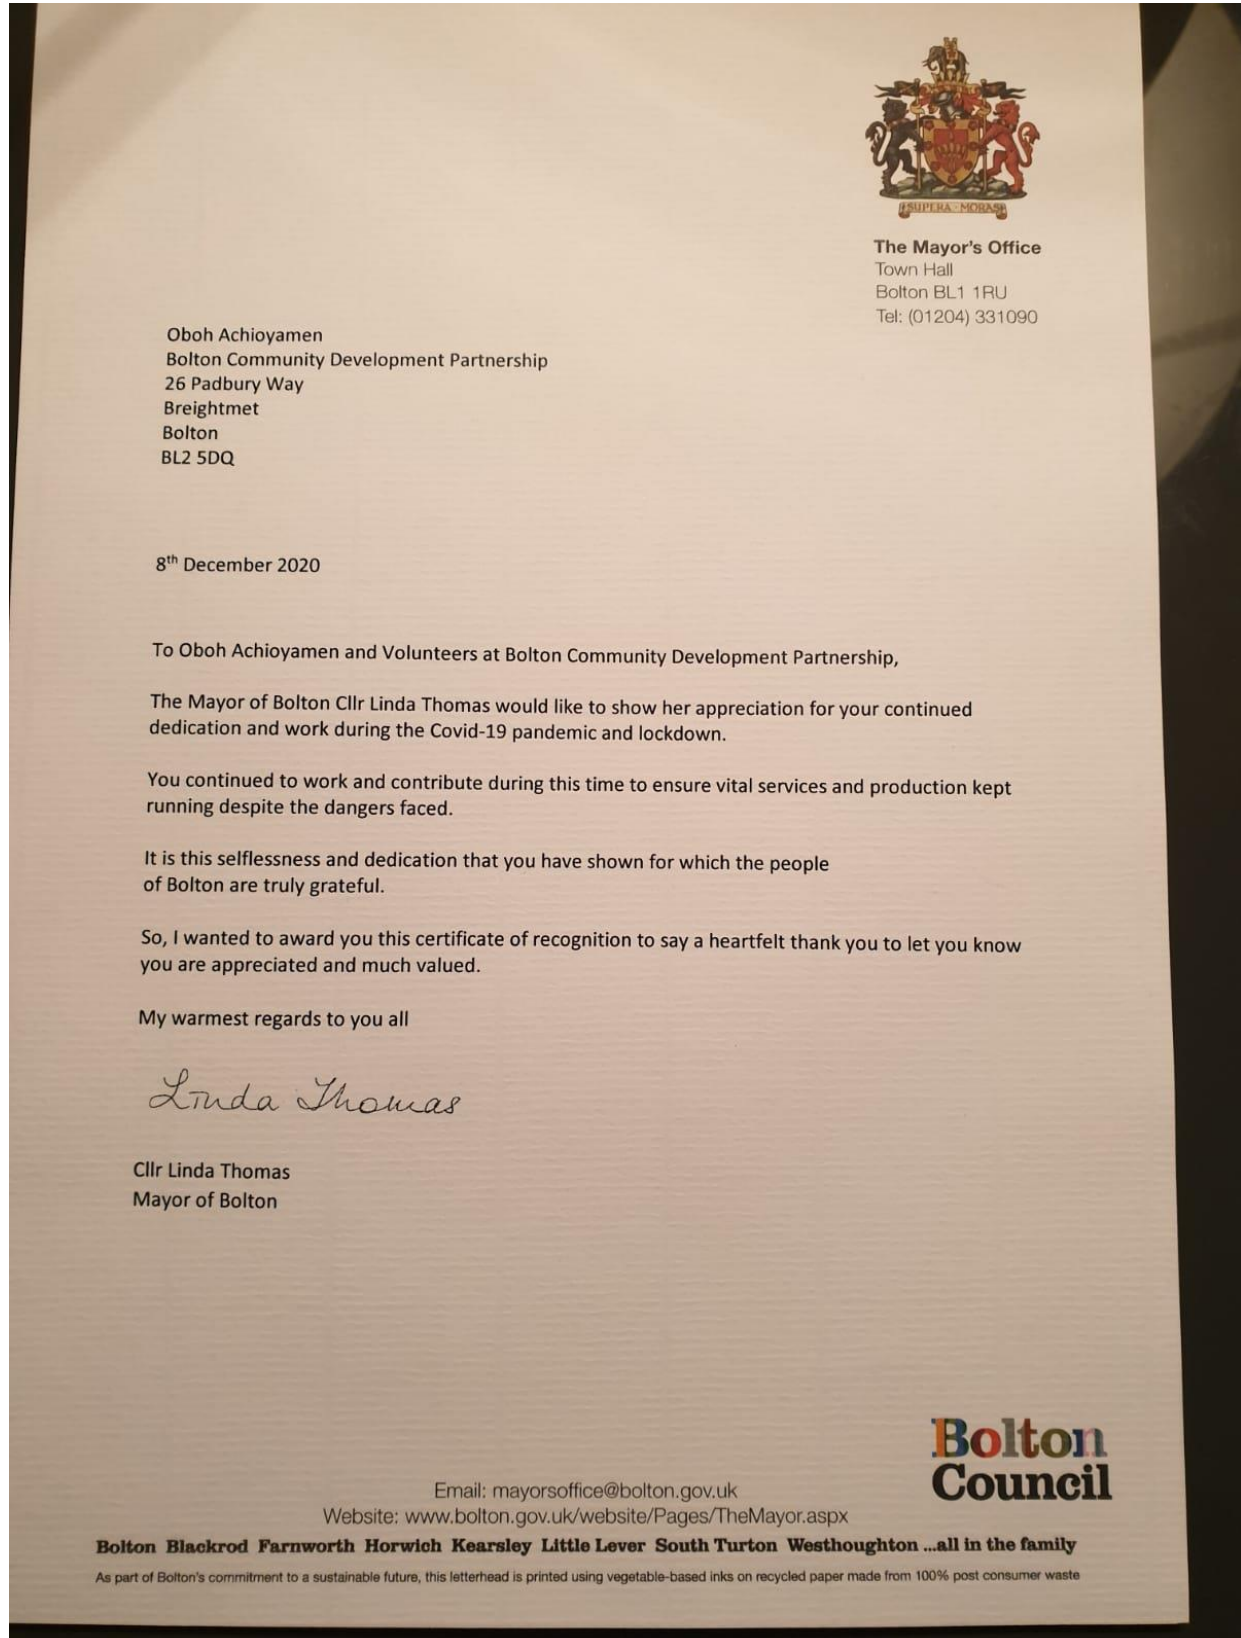 SUPERA · MORAS
The Mayor's Office
Town Hall
Bolton BL1 1RU
Tel: (01204) 331090
Oboh Achioyamen
Bolton Community Development Partnership
26 Padbury Way
Breightmet
Bolton
BL2 5DQ
8th December 2020
To Oboh Achioyamen and Volunteers at Bolton Community Development Partnership,
The Mayor of Bolton Cllr Linda Thomas would like to show her appreciation for your continued
dedication and work during the Covid-19 pandemic and lockdown.
You continued to work and contribute during this time to ensure vital services and production kept
running despite the dangers faced.
It is this selflessness and dedication that you have shown for which the people
of Bolton are truly grateful.
So, I wanted to award you this certificate of recognition to say a heartfelt thank you to let you know
you are appreciated and much valued.
My warmest regards to you all
Linda Thomas
Cllr Linda Thomas
Mayor of Bolton
Bolton
Council
Email: mayorsoffice@bolton.gov.uk
Website: www.bolton.gov.uk/website/Pages/TheMayor.aspx
Bolton Blackrod Farnworth Horwich Kearsley Little Lever South Turton Westhoughton ...all in the family
As part of Bolton's commitment to a sustainable future, this letterhead is printed using vegetable-based inks on recycled paper made from 100% post consumer waste